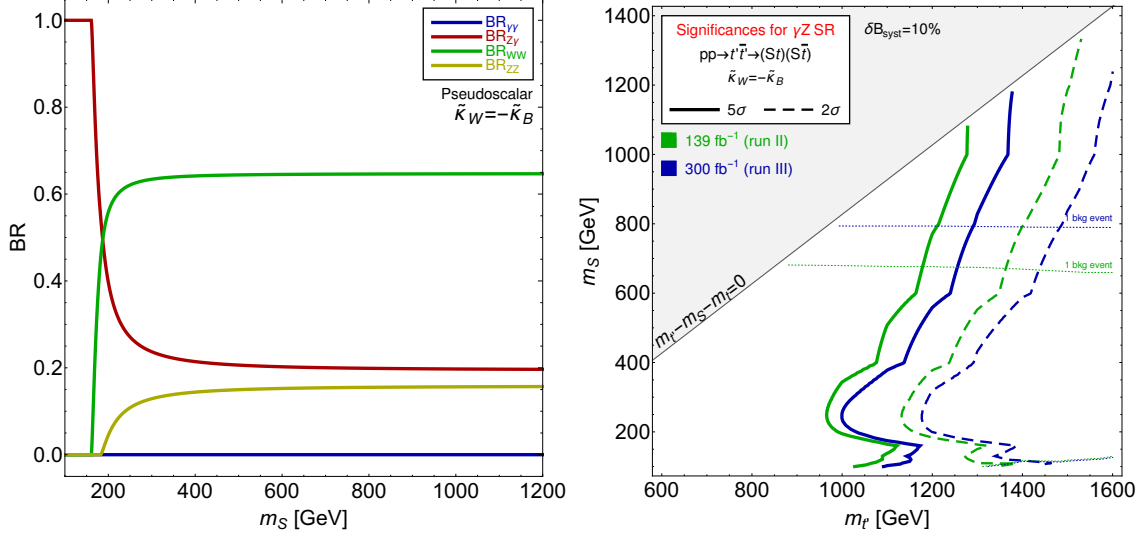 BR_γγ
BR_Zγ
BR_WW
BR_ZZ
Pseudoscalar
κ̃_W=-κ̃_B
1.0
0.8
0.6
0.4
0.2
0.0
BR
200 400 600 800 1000 1200
m_S [GeV]
Significances for γZ SR
pp→t't̄'→(St)(St̄)
κ̃_W=-κ̃_B
5σ 2σ
δB_syst=10%
139 fb⁻¹ (run II)
300 fb⁻¹ (run III)
1 bkg event
1 bkg event
m_t'-m_S-m_t=0
1400
1200
1000
800
600
400
200
m_S [GeV]
600 800 1000 1200 1400 1600
m_t' [GeV]